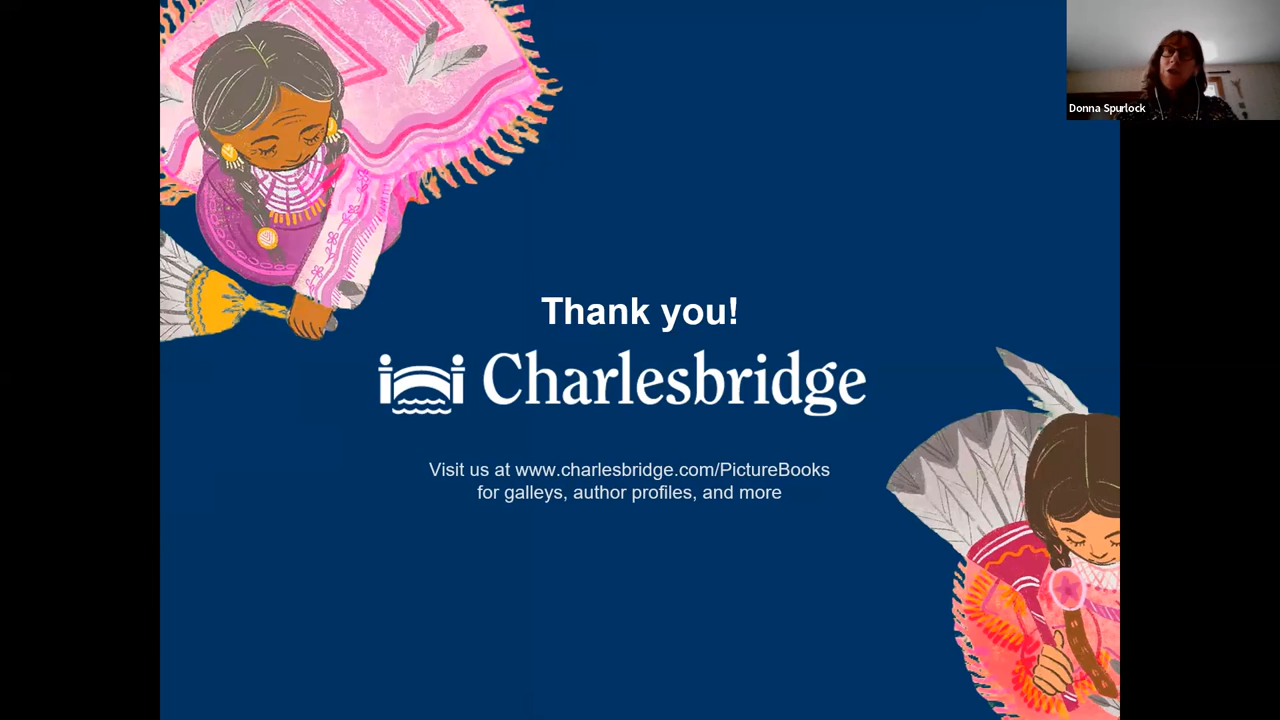 Donna Spurlock
Thank you!
Charlesbridge
Visit us at www.charlesbridge.com/PictureBooks
for galleys, author profiles, and more